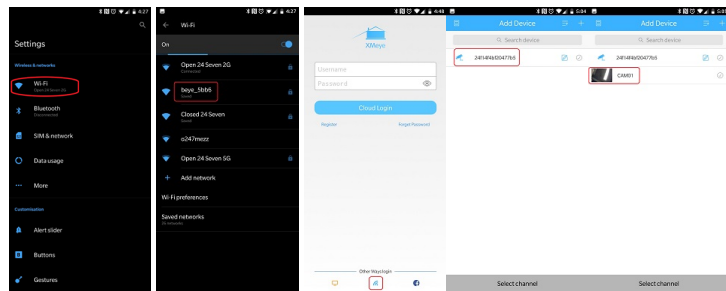 4:27
Settings
Wireless & networks
Wi-Fi
Open 24 Seven 2G
Bluetooth
Disconnected
SIM & network
Data usage
More
Customisation
Alert slider
Buttons
Gestures
4:27
Wi-Fi
On
Open 24 Seven 2G
Connected
beye_5bb6
Saved
Closed 24 Seven
Saved
o247mezz
Open 24 Seven 5G
Add network
Wi-Fi preferences
Saved networks
4:48
XMeye
Username
Password
Cloud Login
Register
Forget Password
Other Ways login
5:04
Add Device
Search device
Select channel
5:05
Add Device
Search device
CAM01
Select channel